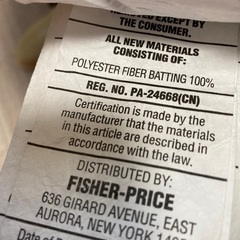 EXCEPT BY
THE CONSUMER.
ALL NEW MATERIALS
CONSISTING OF:
POLYESTER FIBER BATTING 100%
REG. NO. PA-24668(CN)
Certification is made by the
manufacturer that the materials
in this article are described in
accordance with the law.
DISTRIBUTED BY:
FISHER-PRICE
636 GIRARD AVENUE, EAST
AURORA, NEW YORK
Date of